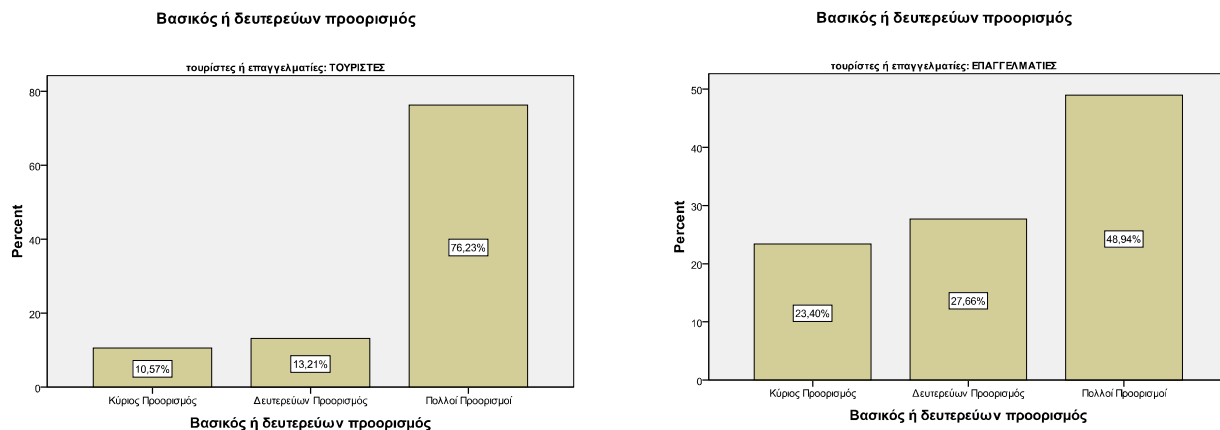 Βασικός ή δευτερεύων προορισμός
τουρίστες ή επαγγελματίες: ΤΟΥΡΙΣΤΕΣ
Percent
80
60
40
20
0
10,57%
13,21%
76,23%
Κύριος Προορισμός
Δευτερεύων Προορισμός
Πολλοί Προορισμοί
Βασικός ή δευτερεύων προορισμός
Βασικός ή δευτερεύων προορισμός
τουρίστες ή επαγγελματίες: ΕΠΑΓΓΕΛΜΑΤΙΕΣ
Percent
50
40
30
20
10
0
23,40%
27,66%
48,94%
Κύριος Προορισμός
Δευτερεύων Προορισμός
Πολλοί Προορισμοί
Βασικός ή δευτερεύων προορισμός